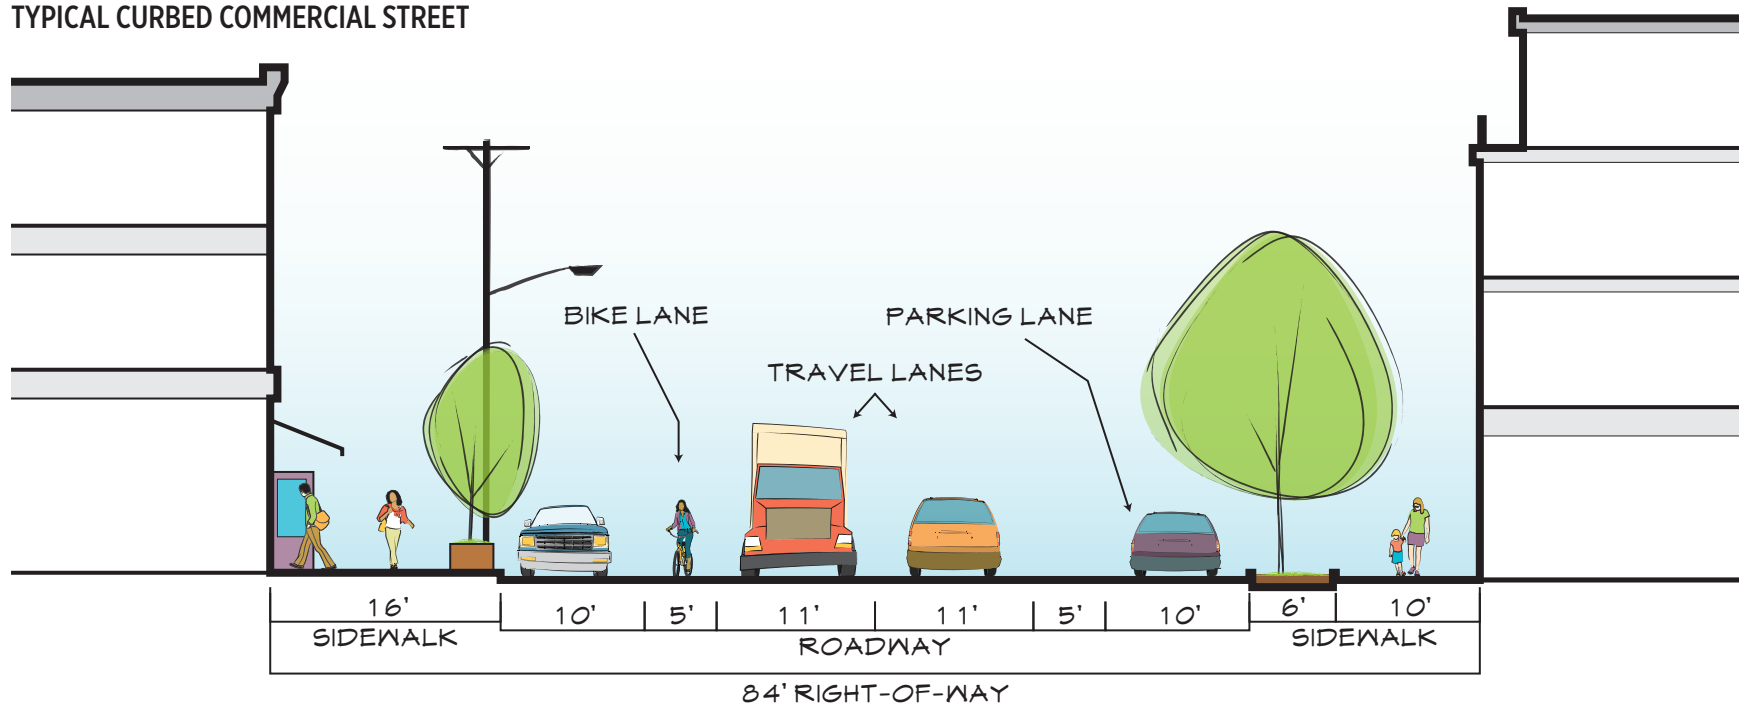 TYPICAL CURBED COMMERCIAL STREET
BIKE LANE
PARKING LANE
TRAVEL LANES
16'
10'
5'
11'
11'
5'
10'
6'
10'
SIDEWALK
ROADWAY
SIDEWALK
84' RIGHT-OF-WAY